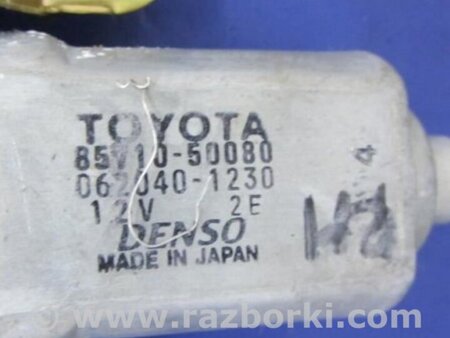 TOYOTA
85710-50080
062040-1230
12V 2E
DENSO
MADE IN JAPAN
www.razborki.com